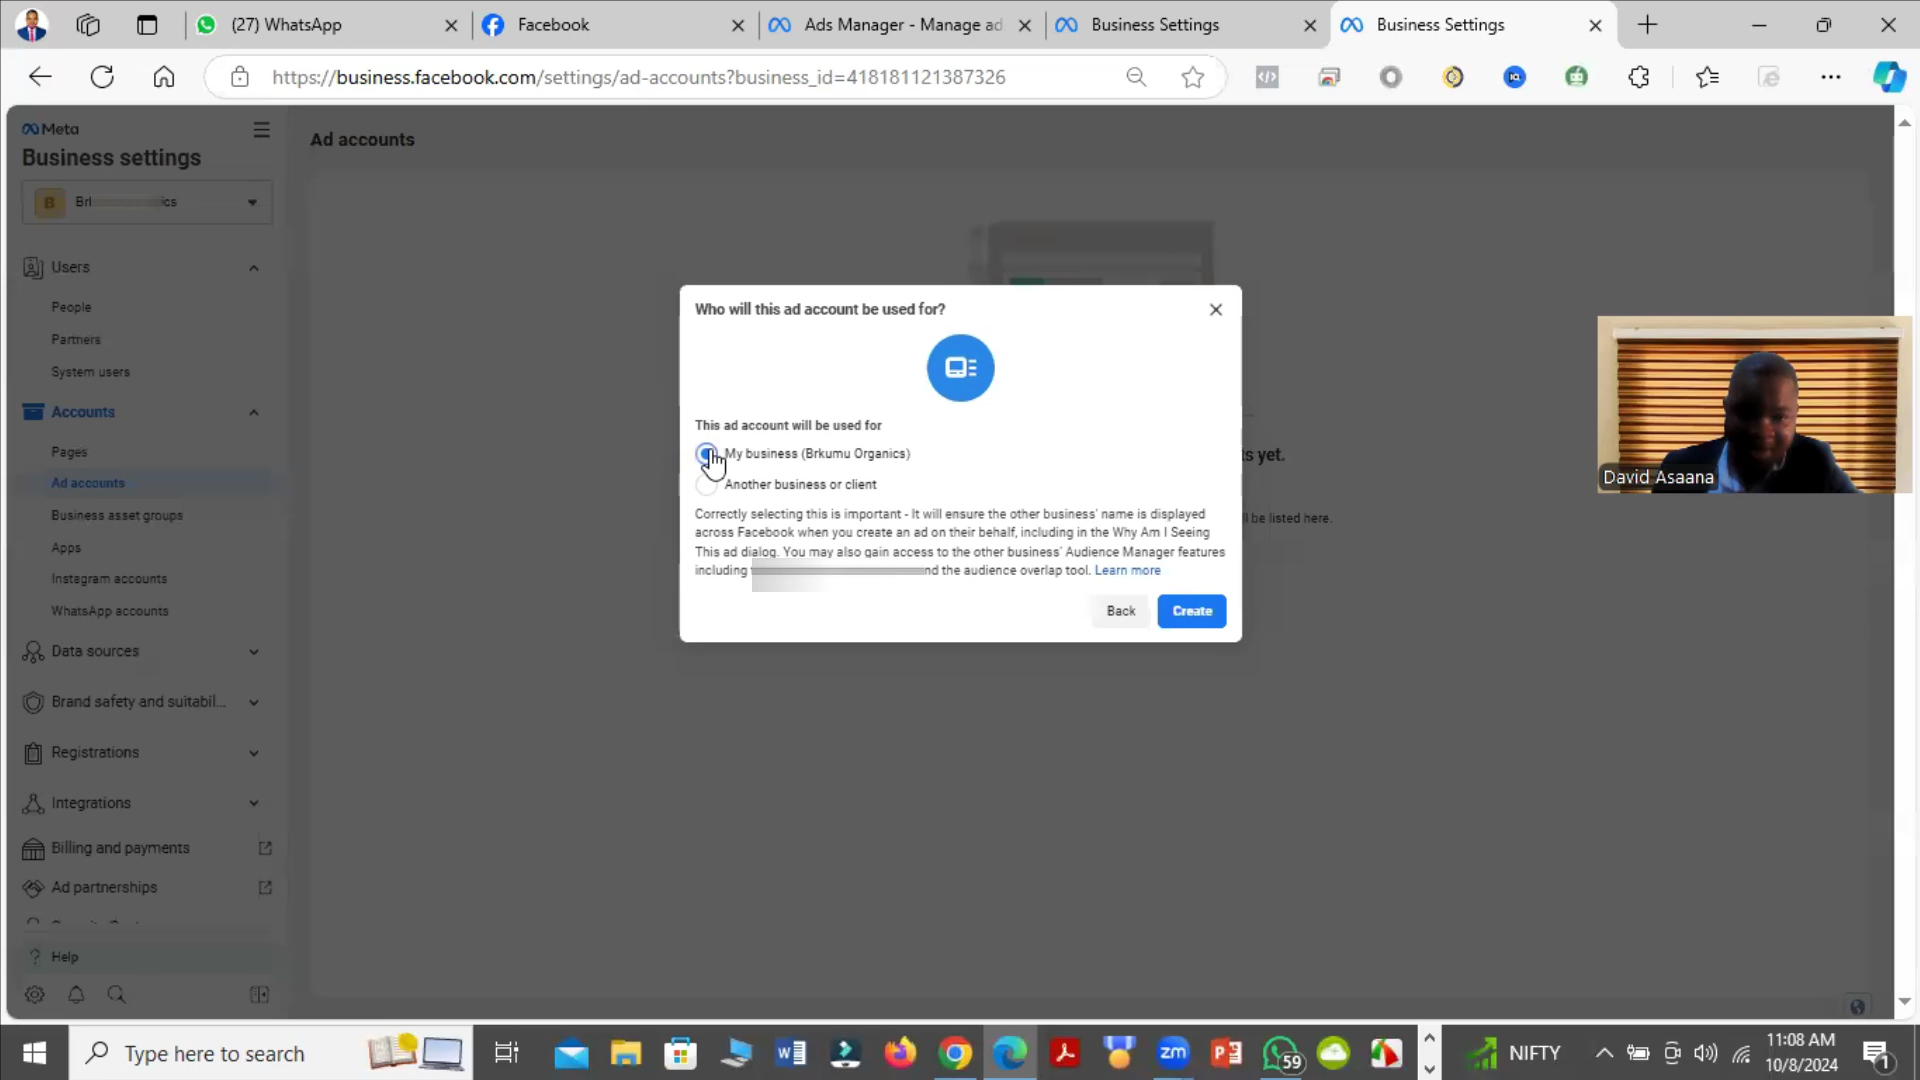 (27) WhatsApp
Facebook
Ads Manager - Manage ad
Business Settings
Business Settings
https://business.facebook.com/settings/ad-accounts?business_id=418181121387326
Meta
Business settings
B
Brl ics
Users
People
Partners
System users
Accounts
Pages
Ad accounts
Business asset groups
Apps
Instagram accounts
WhatsApp accounts
Data sources
Brand safety and suitabil...
Registrations
Integrations
Billing and payments
Ad partnerships
Help
Ad accounts
s yet.
l be listed here.
Who will this ad account be used for?
This ad account will be used for
My business (Brkumu Organics)
Another business or client
Correctly selecting this is important - It will ensure the other business' name is displayed
across Facebook when you create an ad on their behalf, including in the Why Am I Seeing
This ad dialog. You may also gain access to the other business' Audience Manager features
including nd the audience overlap tool. Learn more
Back
Create
David Asaana
Type here to search
zm
59
NIFTY
11:08 AM
10/8/2024
1